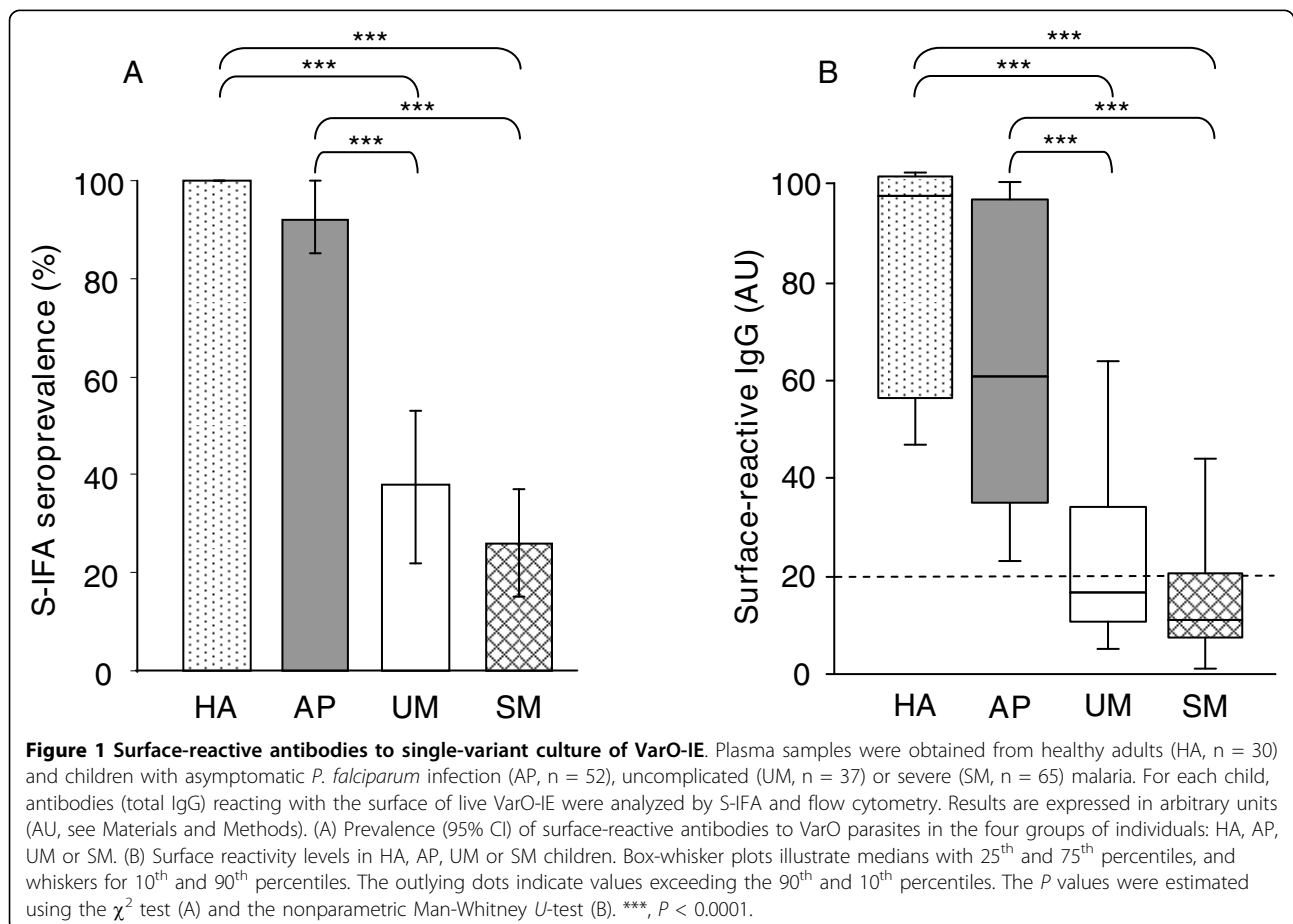 A
***
***
***
***
S-IFA seroprevalence (%)
100
80
60
40
20
0
HA AP UM SM
B
***
***
***
***
Surface-reactive IgG (AU)
100
80
60
40
20
0
HA AP UM SM
Figure 1 Surface-reactive antibodies to single-variant culture of VarO-IE. Plasma samples were obtained from healthy adults (HA, n = 30)
and children with asymptomatic P. falciparum infection (AP, n = 52), uncomplicated (UM, n = 37) or severe (SM, n = 65) malaria. For each child,
antibodies (total IgG) reacting with the surface of live VarO-IE were analyzed by S-IFA and flow cytometry. Results are expressed in arbitrary units
(AU, see Materials and Methods). (A) Prevalence (95% CI) of surface-reactive antibodies to VarO parasites in the four groups of individuals: HA, AP,
UM or SM. (B) Surface reactivity levels in HA, AP, UM or SM children. Box-whisker plots illustrate medians with 25th and 75th percentiles, and
whiskers for 10th and 90th percentiles. The outlying dots indicate values exceeding the 90th and 10th percentiles. The P values were estimated
using the χ2 test (A) and the nonparametric Man-Whitney U-test (B). ***, P < 0.0001.